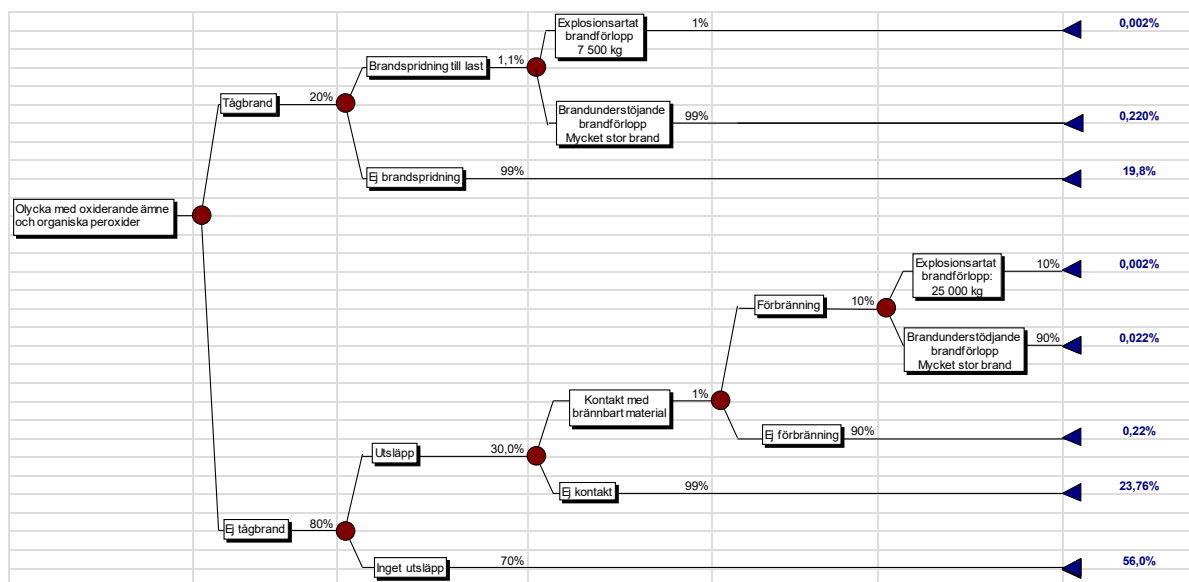 Explosionsartat
brandförlopp
7 500 kg
1%
0,002%
Brandspridning till last
1,1%
Tågbrand
20%
Brandunderstöjande
brandförlopp
Mycket stor brand
99%
0,220%
Ej brandspridning
99%
19,8%
Olycka med oxiderande ämne
och organiska peroxider
Explosionsartat
brandförlopp:
25 000 kg
10%
0,002%
Förbränning
10%
Brandunderstödjande
brandförlopp
Mycket stor brand
90%
0,022%
Kontakt med
brännbart material
1%
Ej förbränning
90%
0,22%
Utsläpp
30,0%
Ej kontakt
99%
23,76%
Ej tågbrand
80%
Inget utsläpp
70%
56,0%